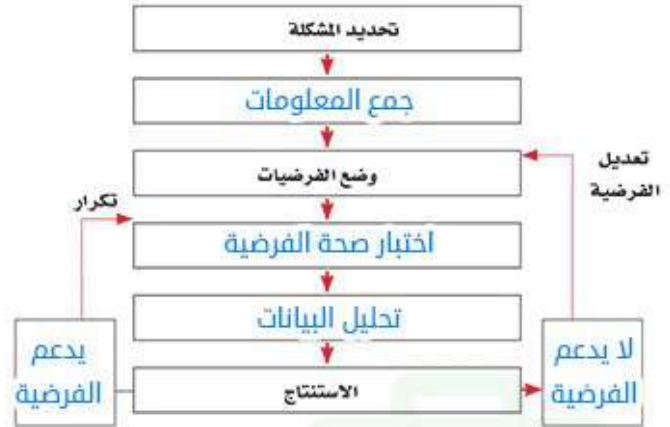 تحديد المشكلة
جمع المعلومات
وضع الفرضيات
تعديل
الفرضية
تكرار
اختبار صحة الفرضية
تحليل البيانات
يدعم
الفرضية
الاستنتاج
لا يدعم
الفرضية